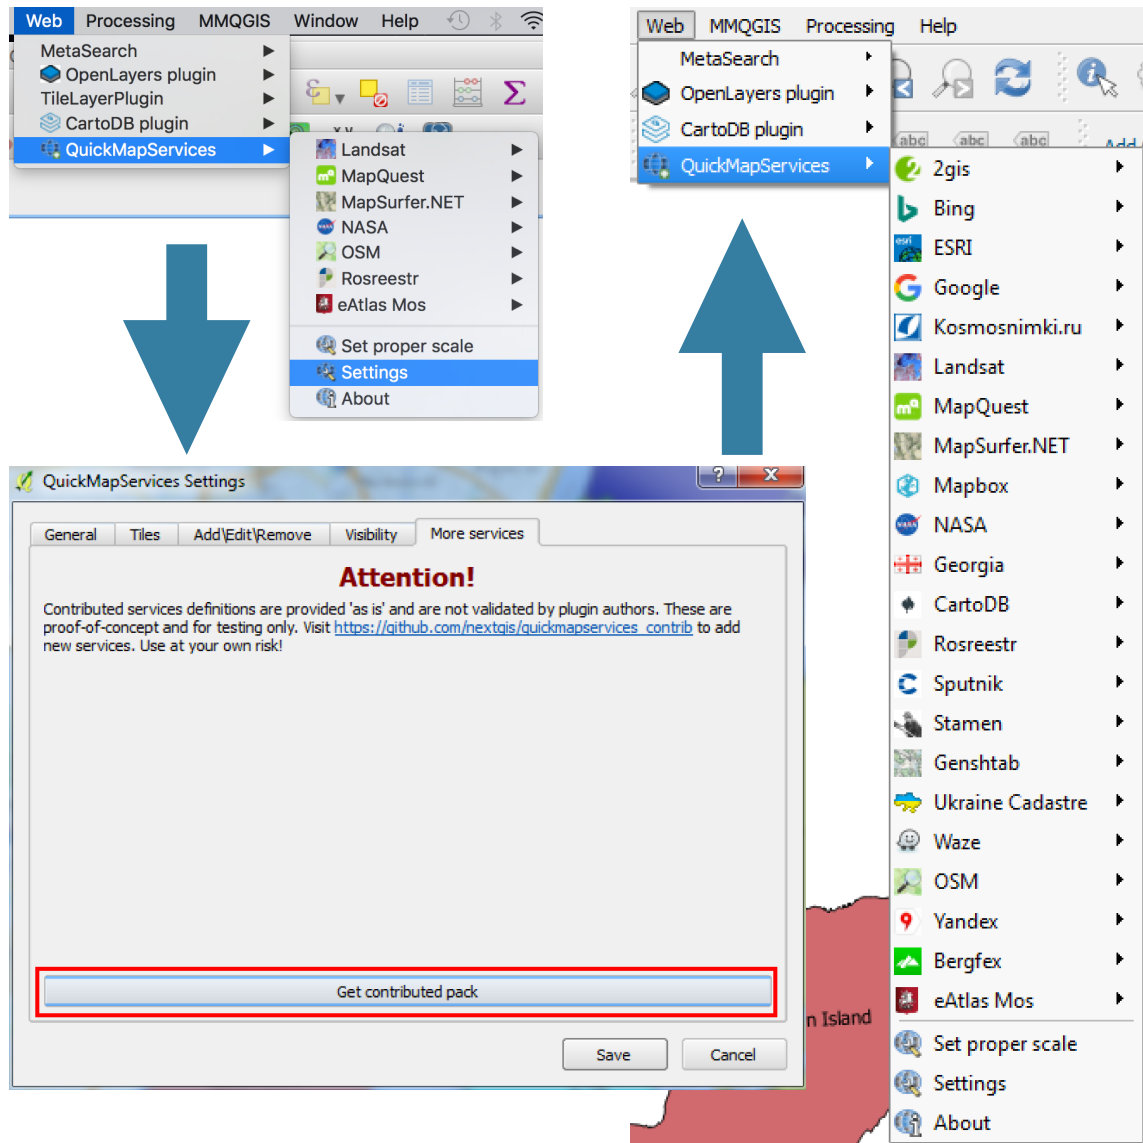 Web Processing MMQGIS Window Help
MetaSearch
OpenLayers plugin
TileLayerPlugin
CartoDB plugin
QuickMapServices
Landsat
MapQuest
MapSurfer.NET
NASA
OSM
Rosreestr
eAtlas Mos
Set proper scale
Settings
About
Web MMQGIS Processing Help
MetaSearch
OpenLayers plugin
CartoDB plugin
QuickMapServices
abc abc abc
2gis
Bing
ESRI
Google
Kosmosnimki.ru
Landsat
MapQuest
MapSurfer.NET
Mapbox
NASA
Georgia
CartoDB
Rosreestr
Sputnik
Stamen
Genshtab
Ukraine Cadastre
Waze
OSM
Yandex
Bergfex
eAtlas Mos
Set proper scale
Settings
About
QuickMapServices Settings
General Tiles Add\Edit\Remove Visibility More services
Attention!
Contributed services definitions are provided 'as is' and are not validated by plugin authors. These are
proof-of-concept and for testing only. Visit https://github.com/nextgis/quickmapservices_contrib to add
new services. Use at your own risk!
Get contributed pack
Save Cancel
n Island